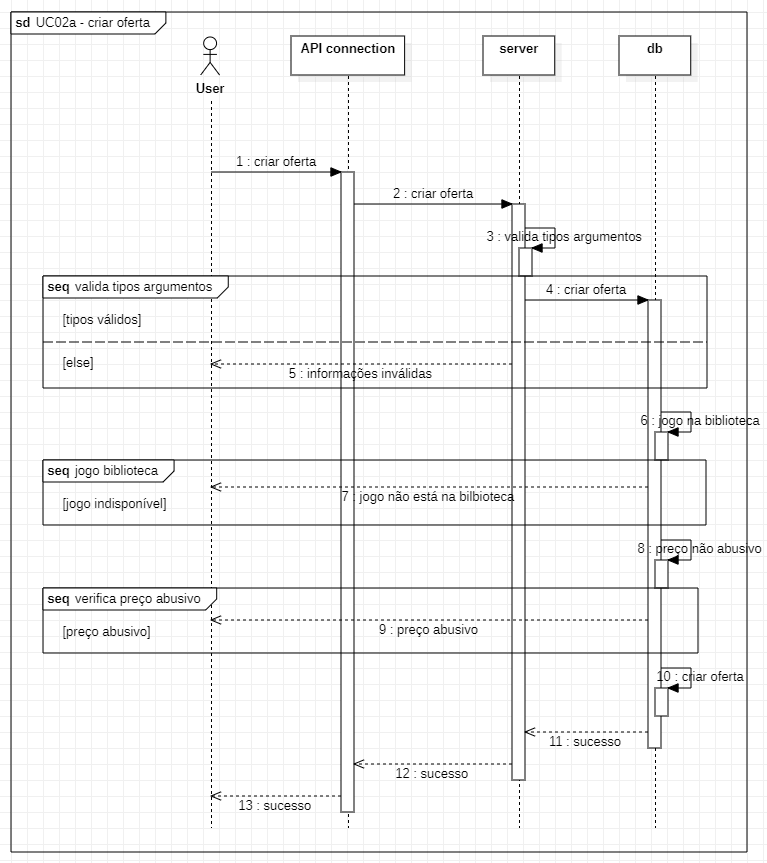 sd UC02a - criar oferta
User
API connection
server
db
1 : criar oferta
2 : criar oferta
3 : valida tipos argumentos
seq valida tipos argumentos
4 : criar oferta
[tipos válidos]
[else]
5 : informações inválidas
6 : jogo na biblioteca
seq jogo biblioteca
7 : jogo não está na bilbioteca
[jogo indisponível]
8 : preço não abusivo
seq verifica preço abusivo
9 : preço abusivo
[preço abusivo]
10 : criar oferta
11 : sucesso
12 : sucesso
13 : sucesso